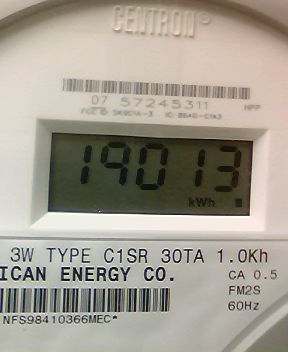 CENTRON®
07 57245311
19013
kWh
3W TYPE C1SR 30TA 1.0Kh
ICAN ENERGY CO.
CA 0.5
FM2S
60Hz
NFS98410366MEC*